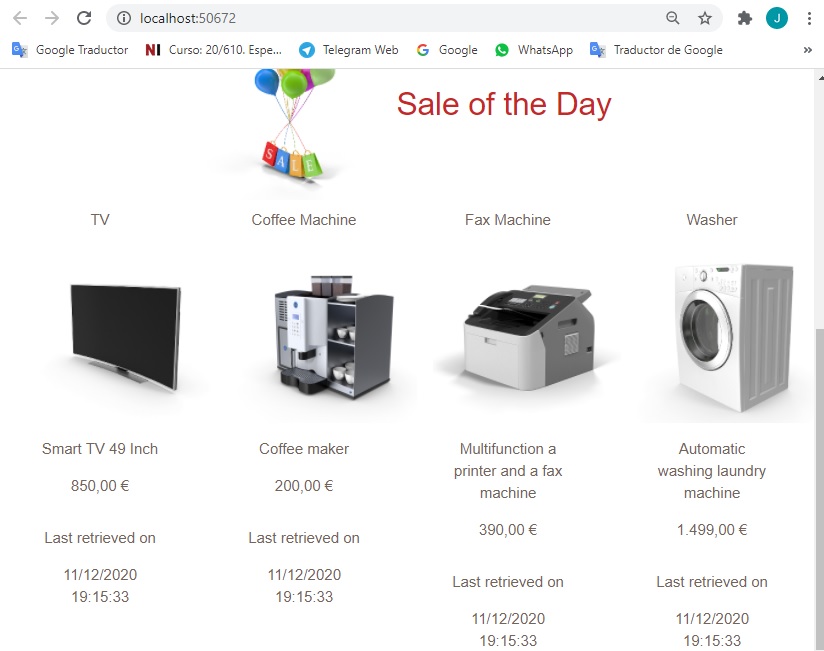 localhost:50672
J
Google Traductor
NI Curso: 20/610. Espe...
Telegram Web
G Google
WhatsApp
Traductor de Google
»
SALE
Sale of the Day
TV
Coffee Machine
Fax Machine
Washer
Smart TV 49 Inch
850,00 €
Last retrieved on
11/12/2020
19:15:33
Coffee maker
200,00 €
Last retrieved on
11/12/2020
19:15:33
Multifunction a
printer and a fax
machine
390,00 €
Last retrieved on
11/12/2020
19:15:33
Automatic
washing laundry
machine
1.499,00 €
Last retrieved on
11/12/2020
19:15:33